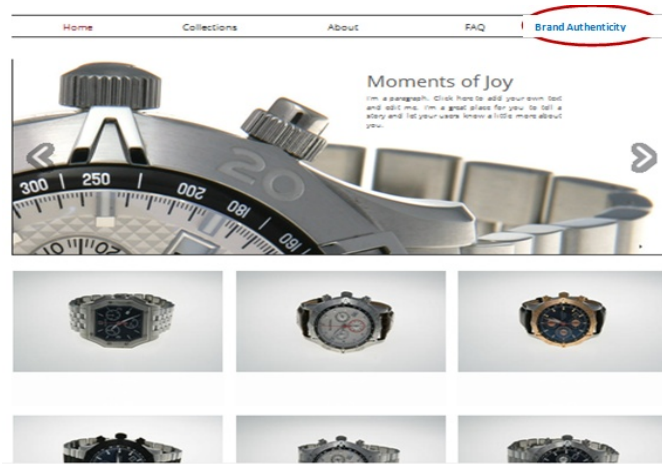 Home Collections About FAQ Brand Authenticity
Moments of Joy
I'm a paragraph. Click here to add your own text
and edit me. I'm a great place for you to tell a
story and let your users know a little more about
you.
20
300 250 200 180 160